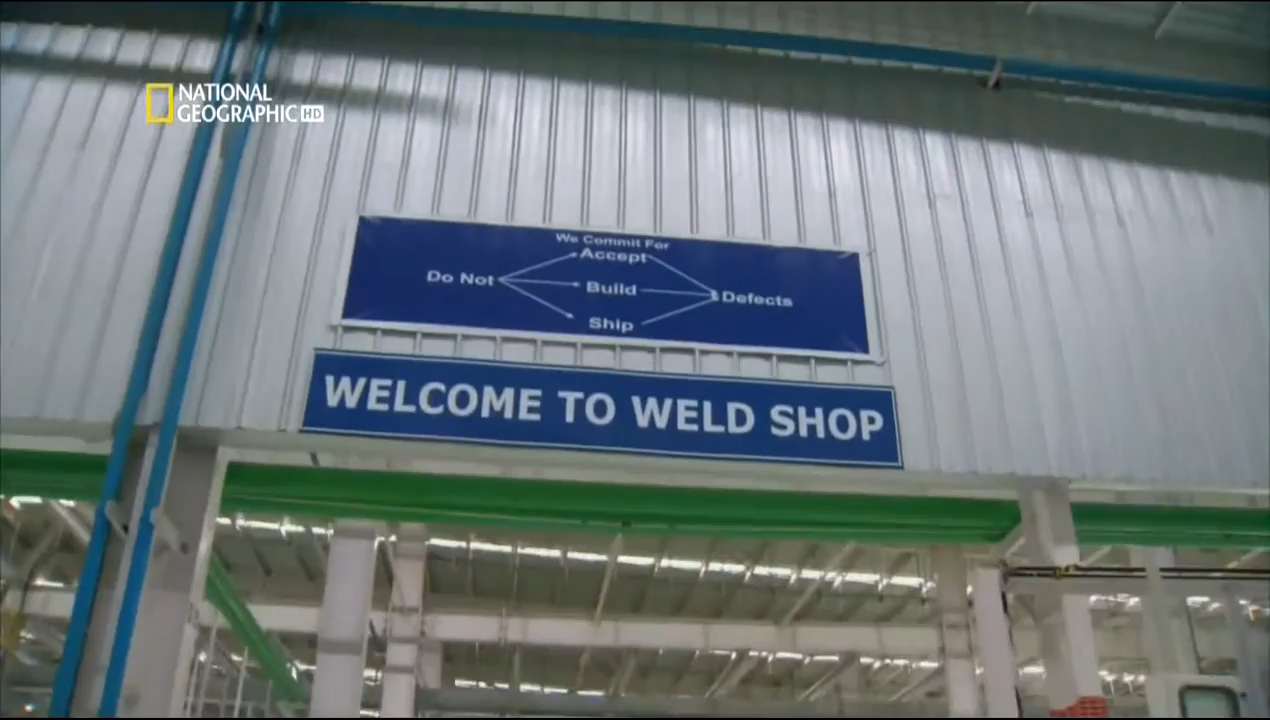 NATIONAL
GEOGRAPHIC HD
We Commit For
Accept
Do Not Build Defects
Ship
WELCOME TO WELD SHOP